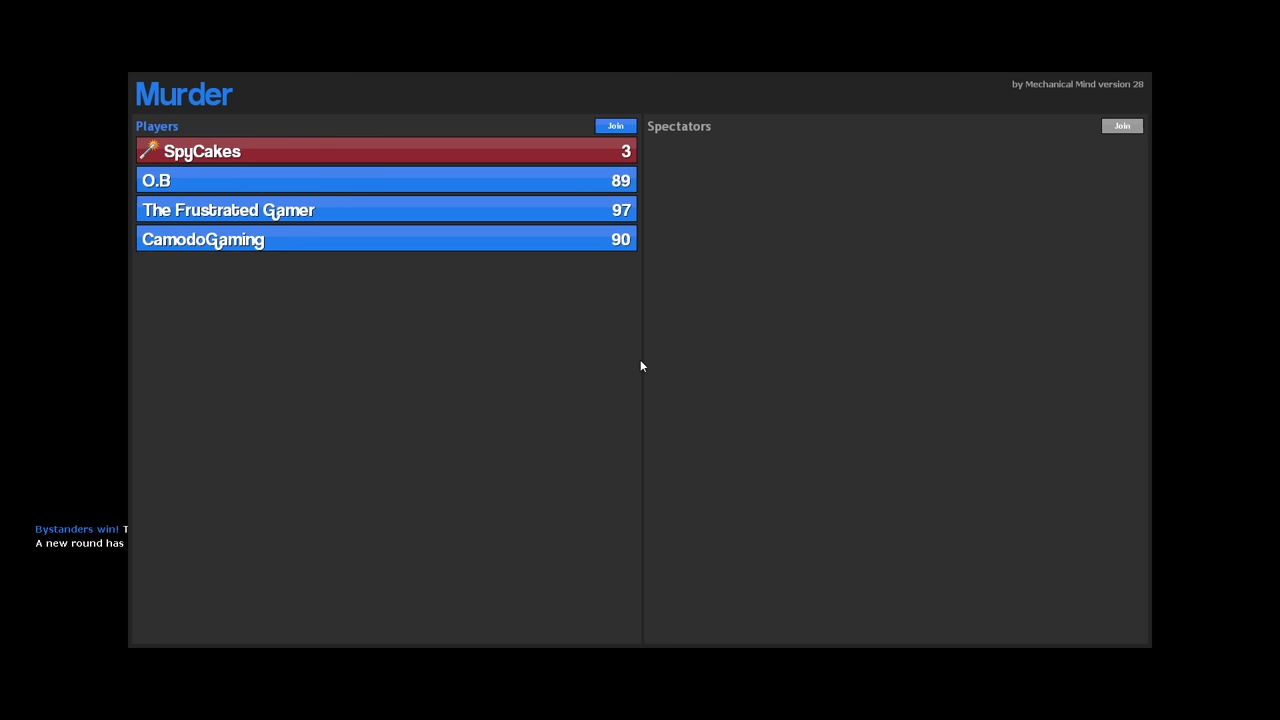 Murder
by Mechanical Mind version 28
Players
Join
Spectators
Join
SpyCakes 3
O.B 89
The Frustrated Gamer 97
CamodoGaming 90
Bystanders win! T
A new round has